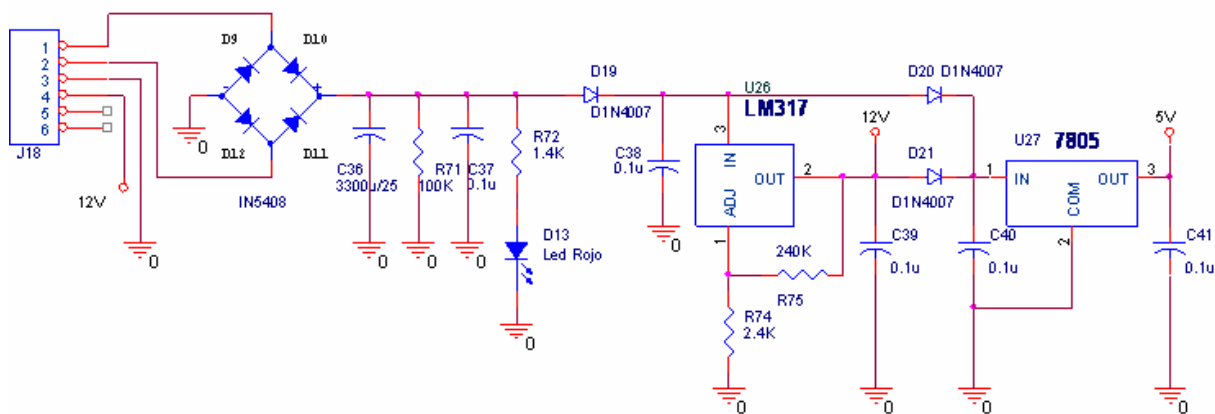 1
2
3
4
5
6
J18
12V
0
D9
D10
-
+
D12
D11
IN5408
0
0
C36
3300u/25
R71
100K
C37
0.1u
R72
1.4K
D13
Led Rojo
0
0
0
0
D19
D1N4007
C38
0.1u
0
U26
LM317
3
IN
ADJ
OUT
2
1
240K
R75
R74
2.4K
0
12V
C39
0.1u
0
D20 D1N4007
D21
D1N4007
C40
0.1u
0
U27 7805
1
IN
COM
OUT
3
2
5V
C41
0.1u
0